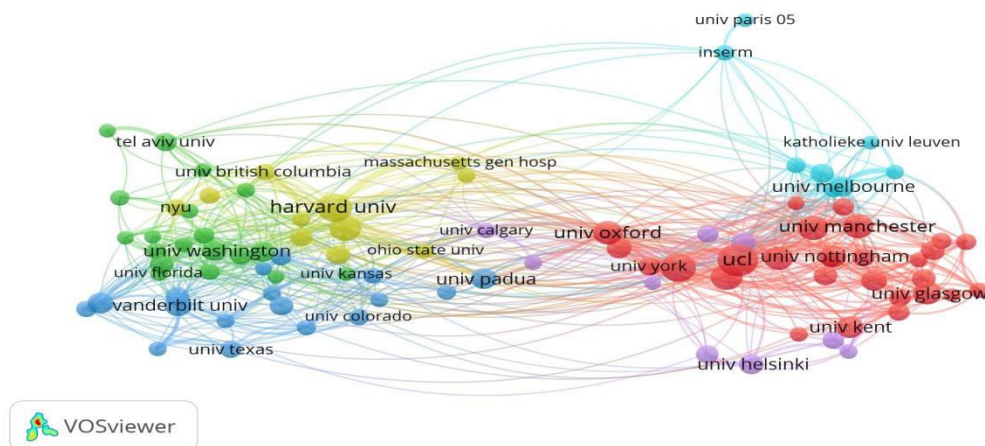 univ paris 05
inserm
tel aviv univ
katholieke univ leuven
massachusetts gen hosp
univ british columbia
univ melbourne
nyu
harvard univ
univ calgary
univ oxford
univ manchester
univ washington
ohio state univ
ucl
univ nottingham
univ florida
univ kansas
univ padua
univ york
univ glasgow
vanderbilt univ
univ colorado
univ kent
univ texas
univ helsinki
VOSviewer